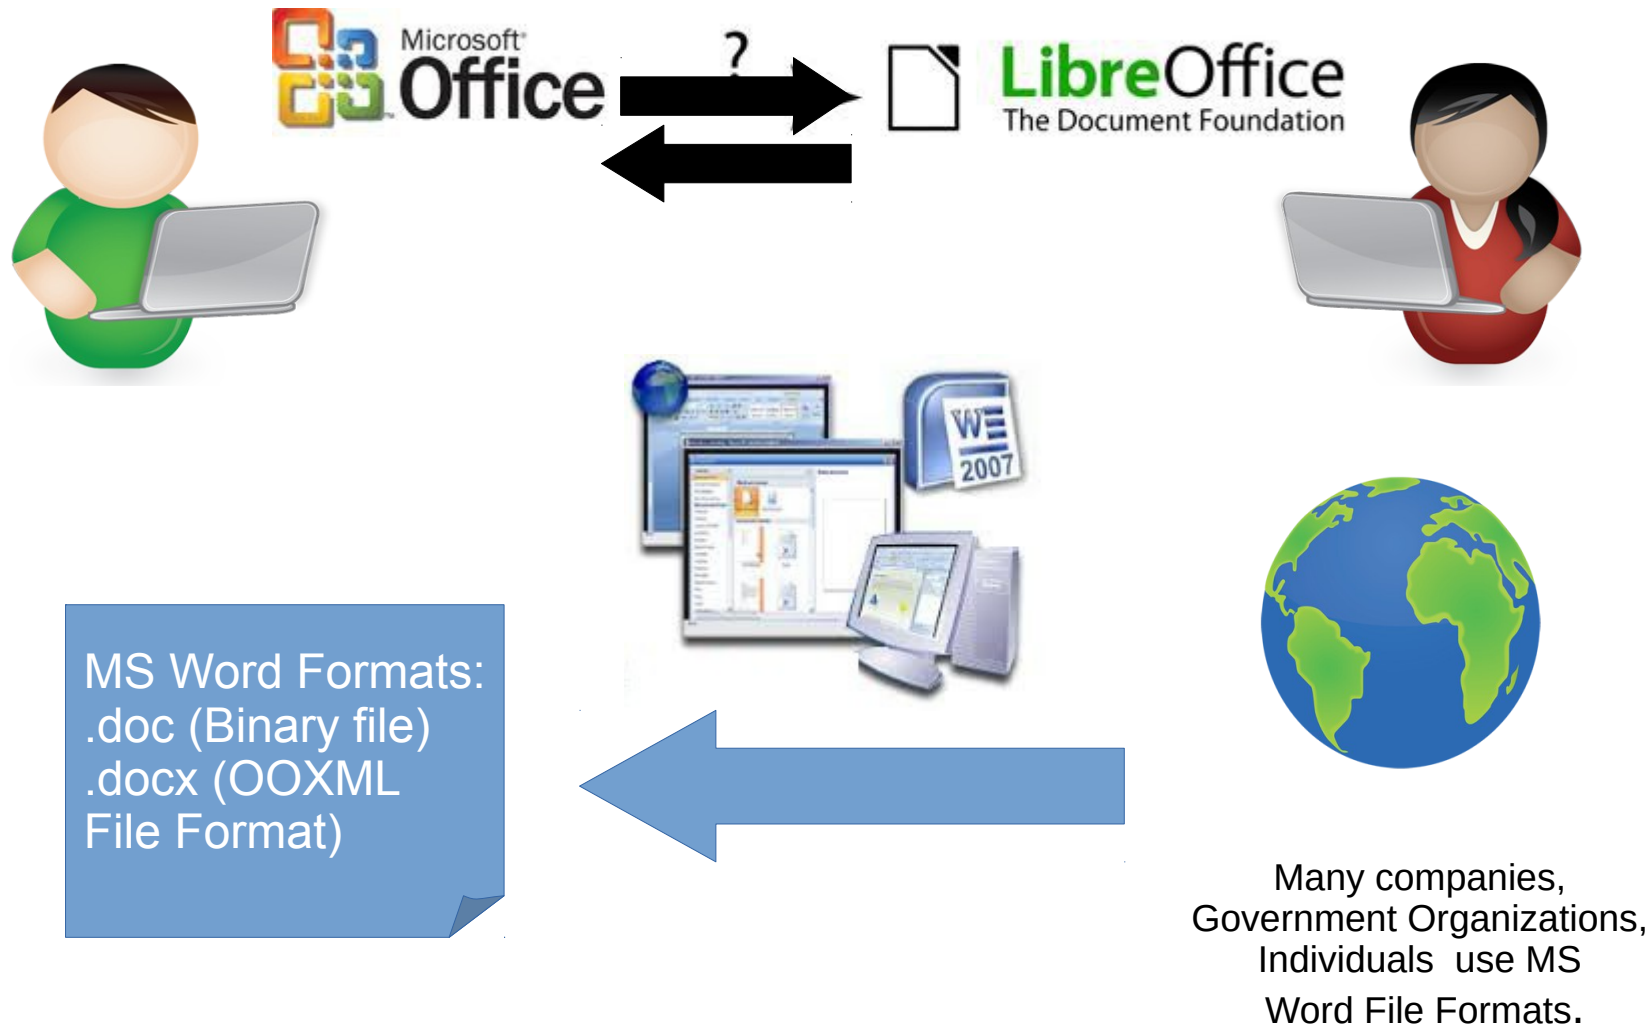 Microsoft®
Office
?
LibreOffice
The Document Foundation
W
2007
MS Word Formats:
.doc (Binary file)
.docx (OOXML
File Format)
Many companies,
Government Organizations,
Individuals  use MS
Word File Formats.